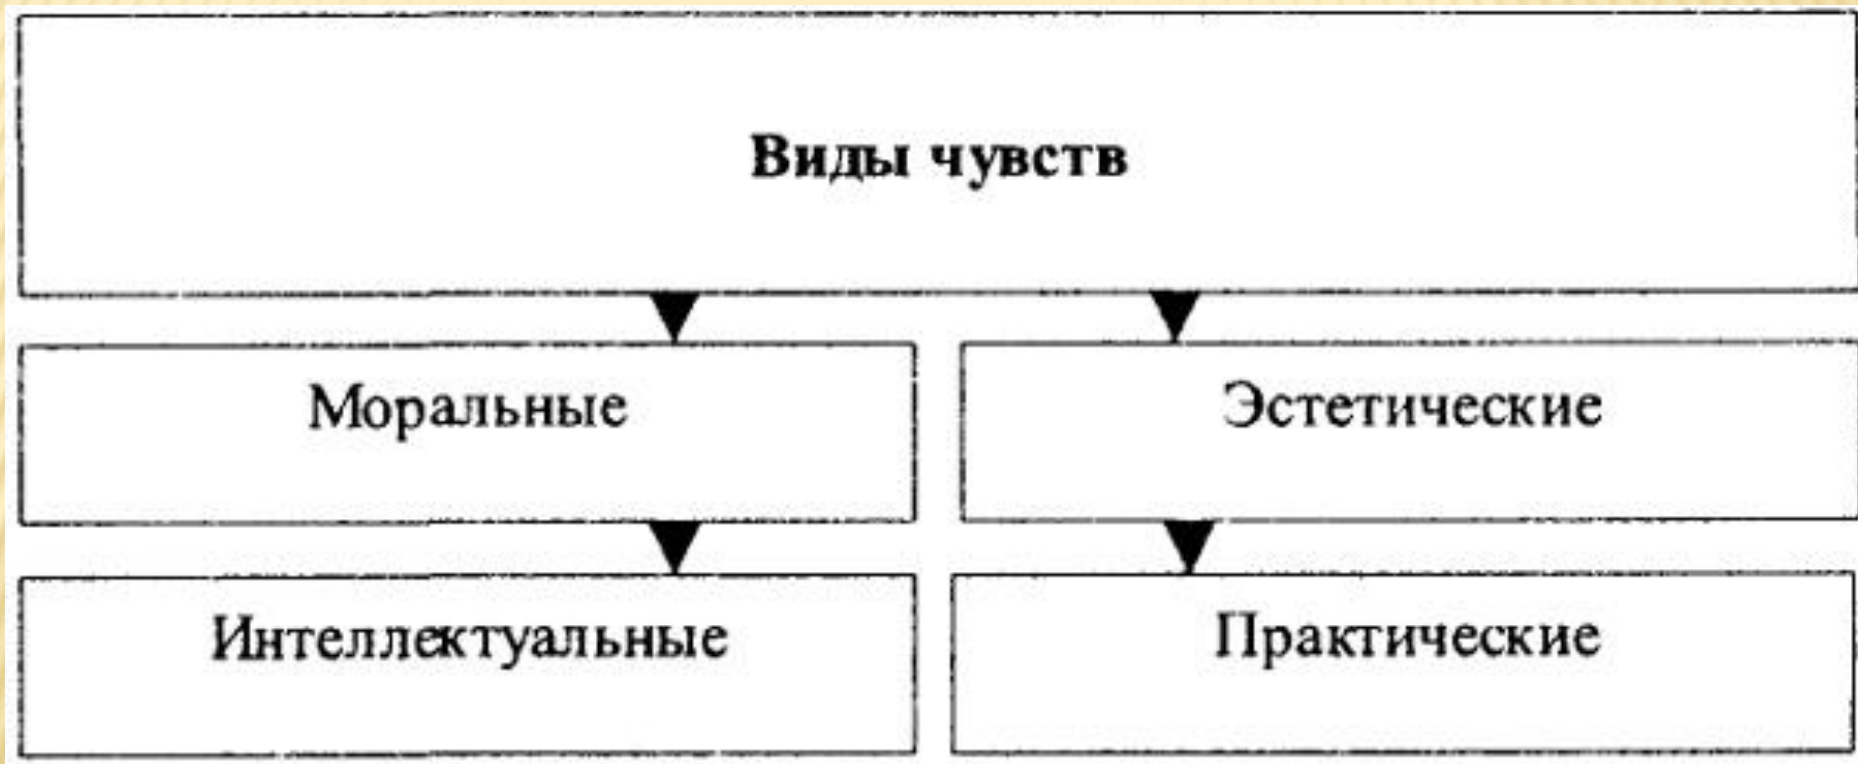 Виды чувств
Моральные
Эстетические
Интеллектуальные
Практические